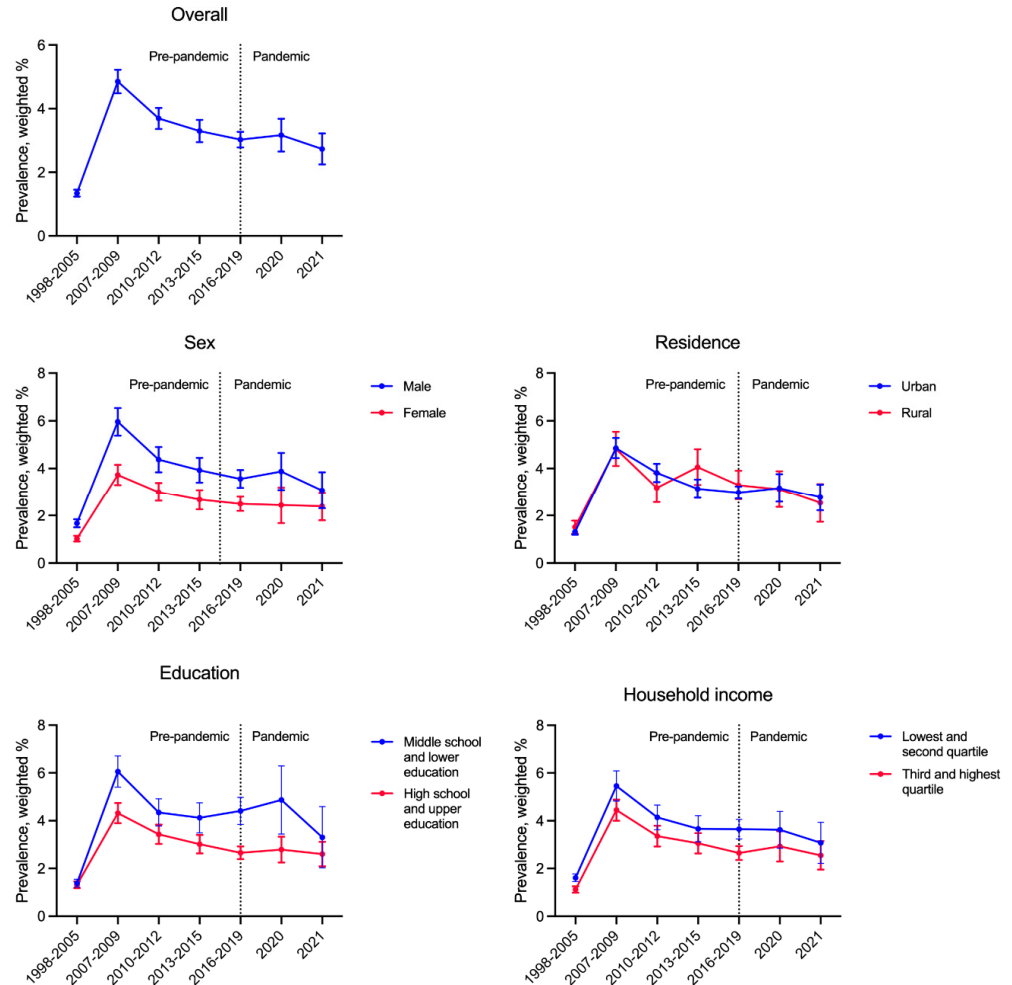 Overall
Prevalence, weighted %
6
4
2
0
Pre-pandemic
Pandemic
1998-2005
2007-2009
2010-2012
2013-2015
2016-2019
2020
2021
Sex
Prevalence, weighted %
8
6
4
2
0
Pre-pandemic
Pandemic
1998-2005
2007-2009
2010-2012
2013-2015
2016-2019
2020
2021
Male
Female
Residence
Prevalence, weighted %
8
6
4
2
0
Pre-pandemic
Pandemic
1998-2005
2007-2009
2010-2012
2013-2015
2016-2019
2020
2021
Urban
Rural
Education
Prevalence, weighted %
8
6
4
2
0
Pre-pandemic
Pandemic
1998-2005
2007-2009
2010-2012
2013-2015
2016-2019
2020
2021
Middle school
and lower
education
High school
and upper
education
Household income
Prevalence, weighted %
8
6
4
2
0
Pre-pandemic
Pandemic
1998-2005
2007-2009
2010-2012
2013-2015
2016-2019
2020
2021
Lowest and
second quartile
Third and highest
quartile